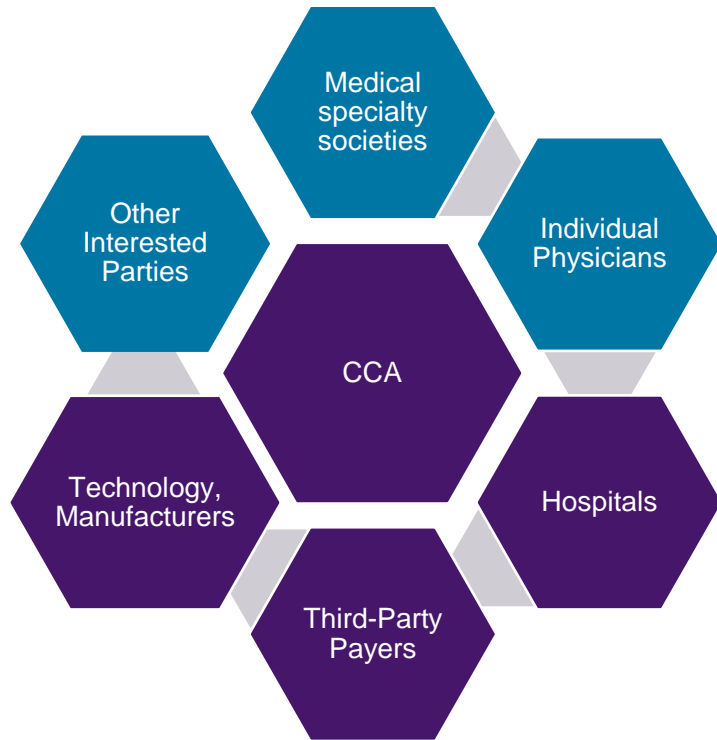 Medical
specialty
societies
Other
Interested
Parties
Individual
Physicians
CCA
Technology,
Manufacturers
Hospitals
Third-Party
Payers